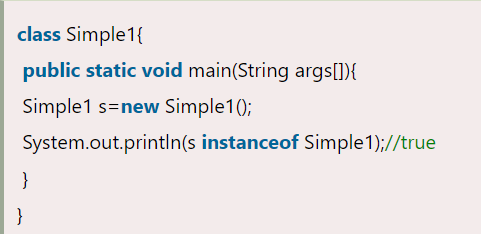 class Simple1{
public static void main(String args[]){
Simple1 s=new Simple1();
System.out.println(s instanceof Simple1);//true
}
}